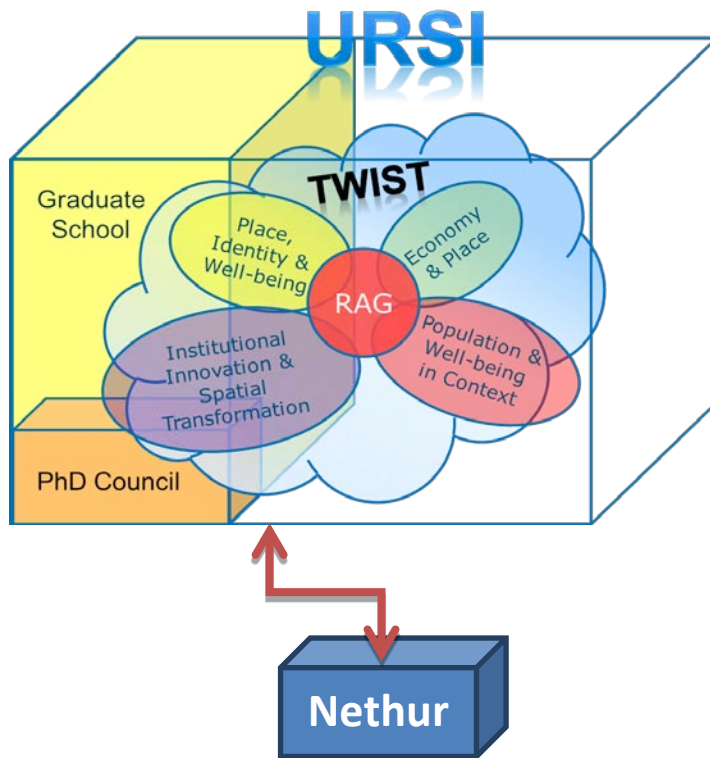 URSI
TWIST
Graduate
School
Place,
Identity &
Well-being
Economy
& Place
RAG
Institutional
Innovation &
Spatial
Transformation
Population &
Well-being
in Context
PhD Council
Nethur